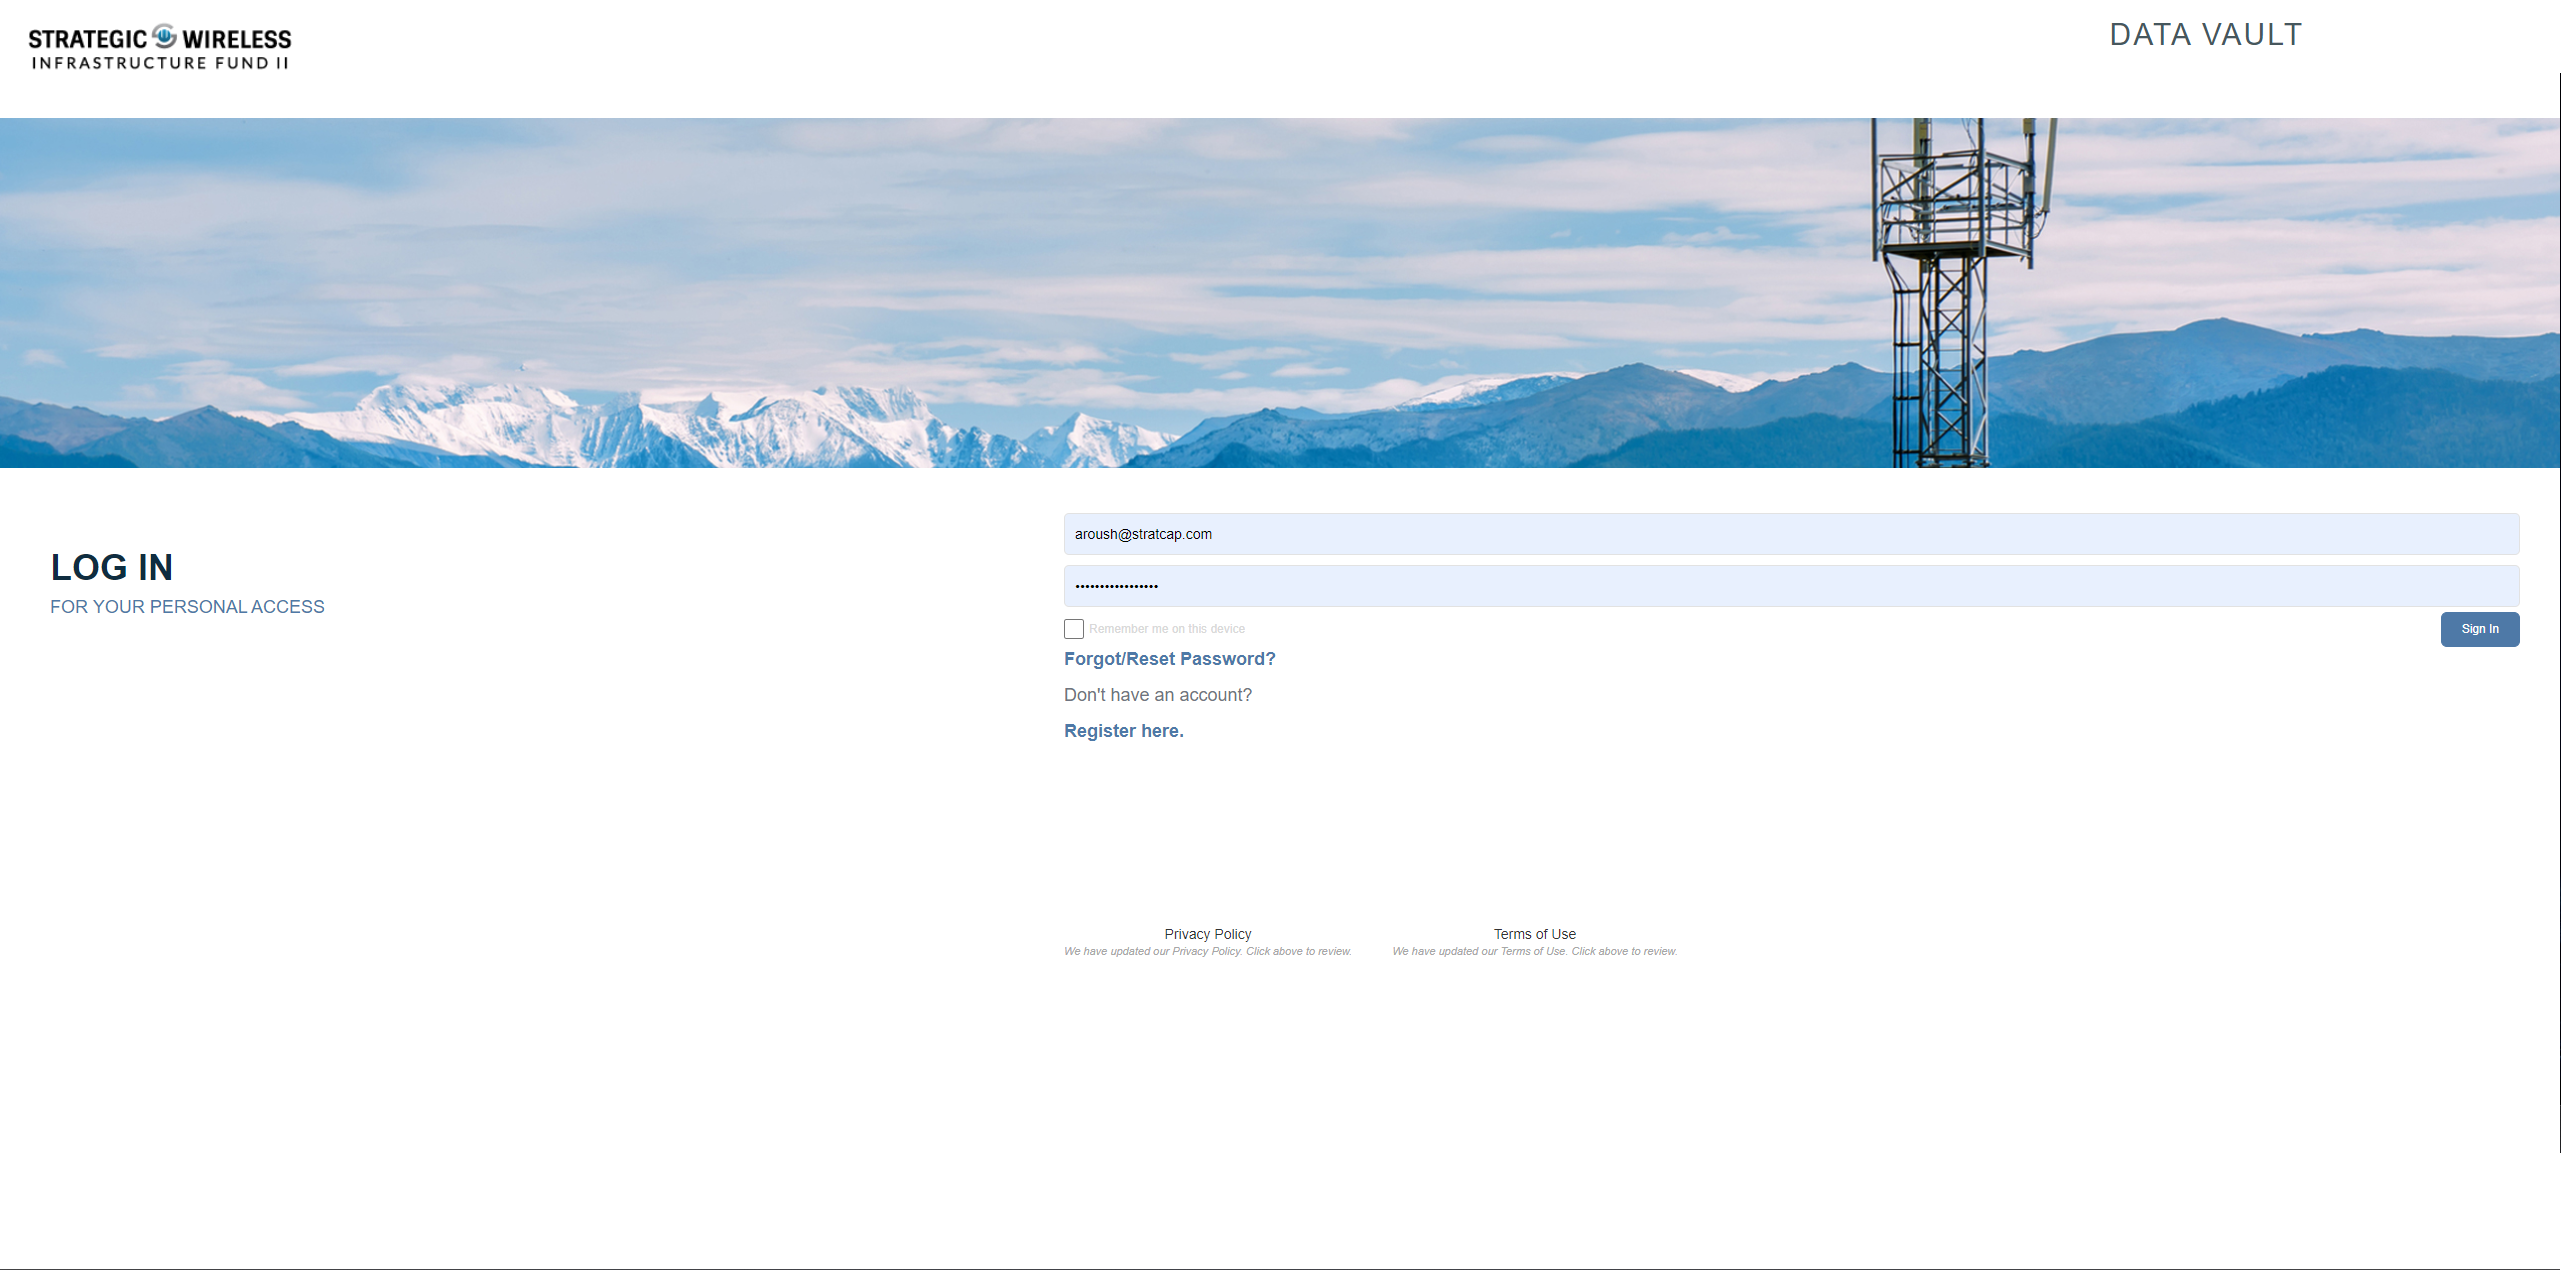 STRATEGIC WIRELESS
INFRASTRUCTURE FUND II
DATA VAULT
LOG IN
FOR YOUR PERSONAL ACCESS
aroush@stratcap.com
•••••••••••••••••
Remember me on this device
Sign In
Forgot/Reset Password?
Don't have an account?
Register here.
Privacy Policy
We have updated our Privacy Policy. Click above to review.
Terms of Use
We have updated our Terms of Use. Click above to review.